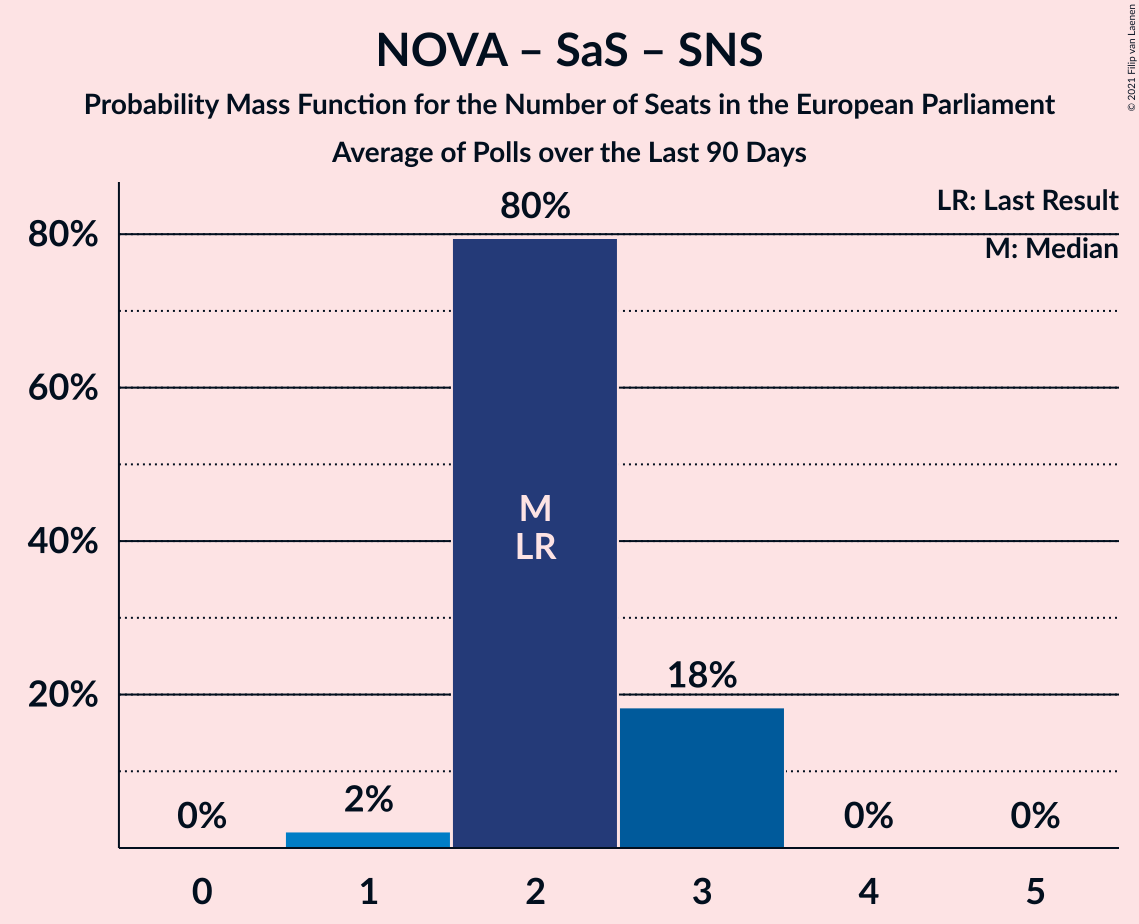 NOVA – SaS – SNS
Probability Mass Function for the Number of Seats in the European Parliament
Average of Polls over the Last 90 Days
© 2021 Filip van Laenen
LR: Last Result
M: Median
80%
60%
40%
20%
0%
2%
80%
M
LR
18%
0%
0%
0
1
2
3
4
5